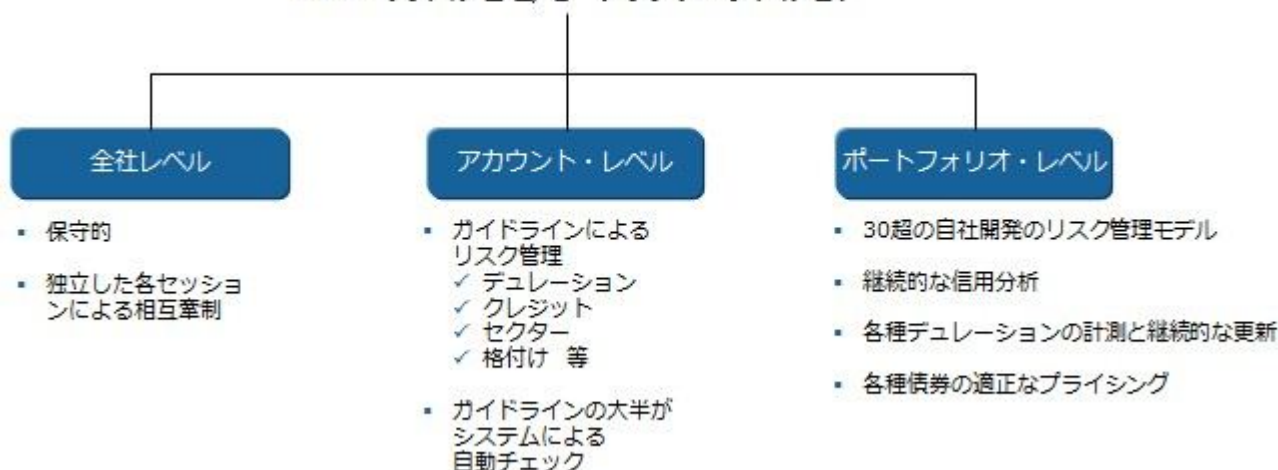 全社レベル
保守的
独立した各セッショ
ンによる相互牽制
アカウント・レベル
ガイドラインによる
リスク管理
✓ デュレーション
✓ クレジット
✓ セクター
✓ 格付け 等
ガイドラインの大半が
システムによる
自動チェック
ポートフォリオ・レベル
30超の自社開発のリスク管理モデル
継続的な信用分析
各種デュレーションの計測と継続的な更新
各種債券の適正なプライシング